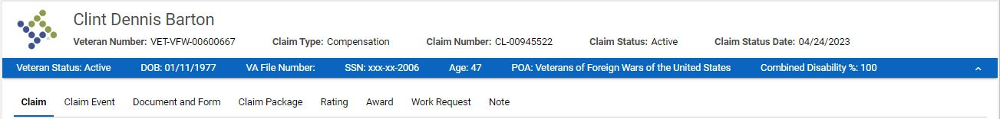 Clint Dennis Barton
Veteran Number: VET-VFW-00600667 Claim Type: Compensation Claim Number: CL-00945522 Claim Status: Active Claim Status Date: 04/24/2023
Veteran Status: Active DOB: 01/11/1977 VA File Number: SSN: xxx-xx-2006 Age: 47 POA: Veterans of Foreign Wars of the United States Combined Disability %: 100
Claim Claim Event Document and Form Claim Package Rating Award Work Request Note